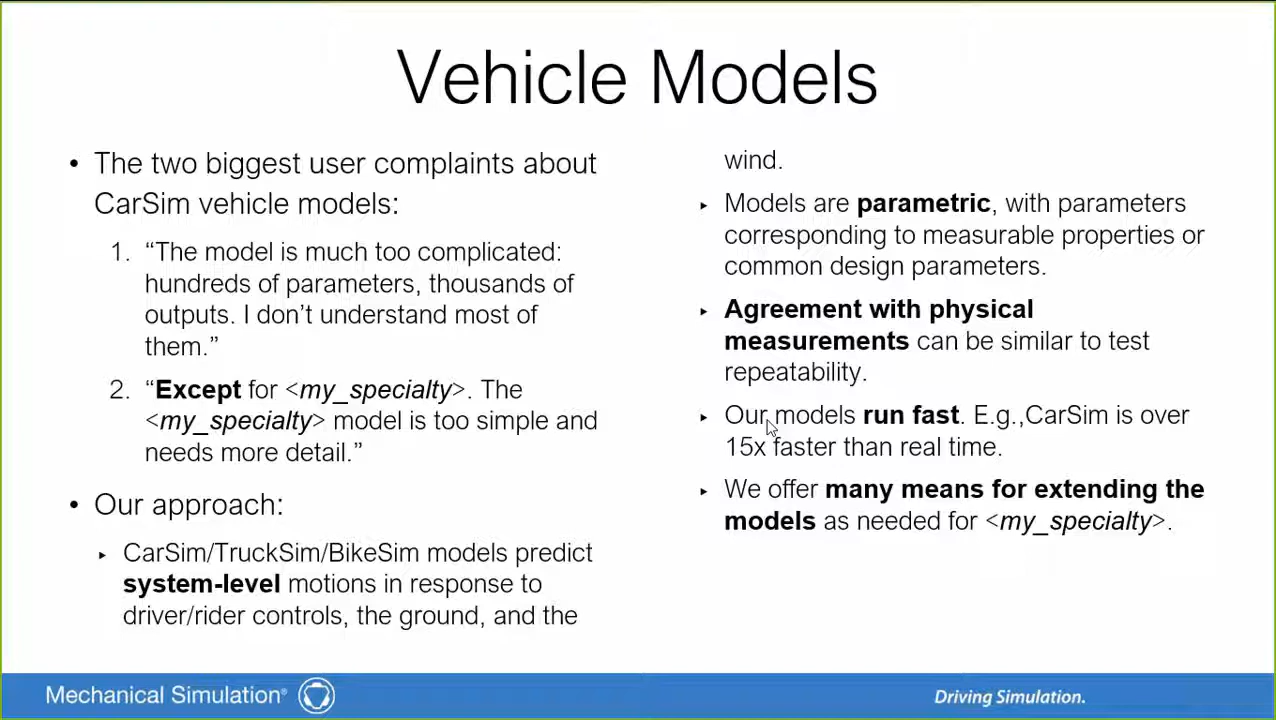 Vehicle Models
• The two biggest user complaints about
CarSim vehicle models:
1. “The model is much too complicated:
hundreds of parameters, thousands of
outputs. I don’t understand most of
them.”
2. “Except for <my_specialty>. The
<my_specialty> model is too simple and
needs more detail.”
• Our approach:
▸ CarSim/TruckSim/BikeSim models predict
system-level motions in response to
driver/rider controls, the ground, and the
wind.
▸ Models are parametric, with parameters
corresponding to measurable properties or
common design parameters.
▸ Agreement with physical
measurements can be similar to test
repeatability.
▸ Our models run fast. E.g.,CarSim is over
15x faster than real time.
▸ We offer many means for extending the
models as needed for <my_specialty>.
Mechanical Simulation®
Driving Simulation.